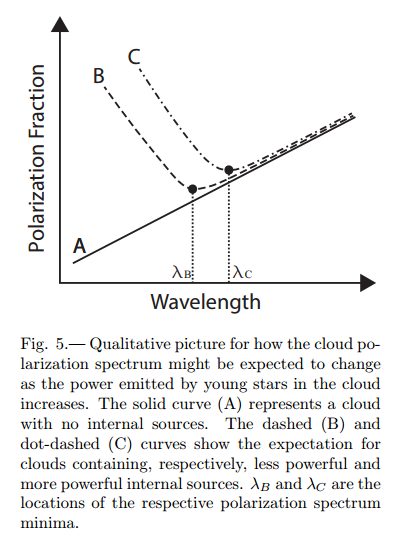 C
B
Polarization Fraction
A
λB
λC
Wavelength
Fig. 5.— Qualitative picture for how the cloud po-
larization spectrum might be expected to change
as the power emitted by young stars in the cloud
increases. The solid curve (A) represents a cloud
with no internal sources. The dashed (B) and
dot-dashed (C) curves show the expectation for
clouds containing, respectively, less powerful and
more powerful internal sources. λB and λC are the
locations of the respective polarization spectrum
minima.